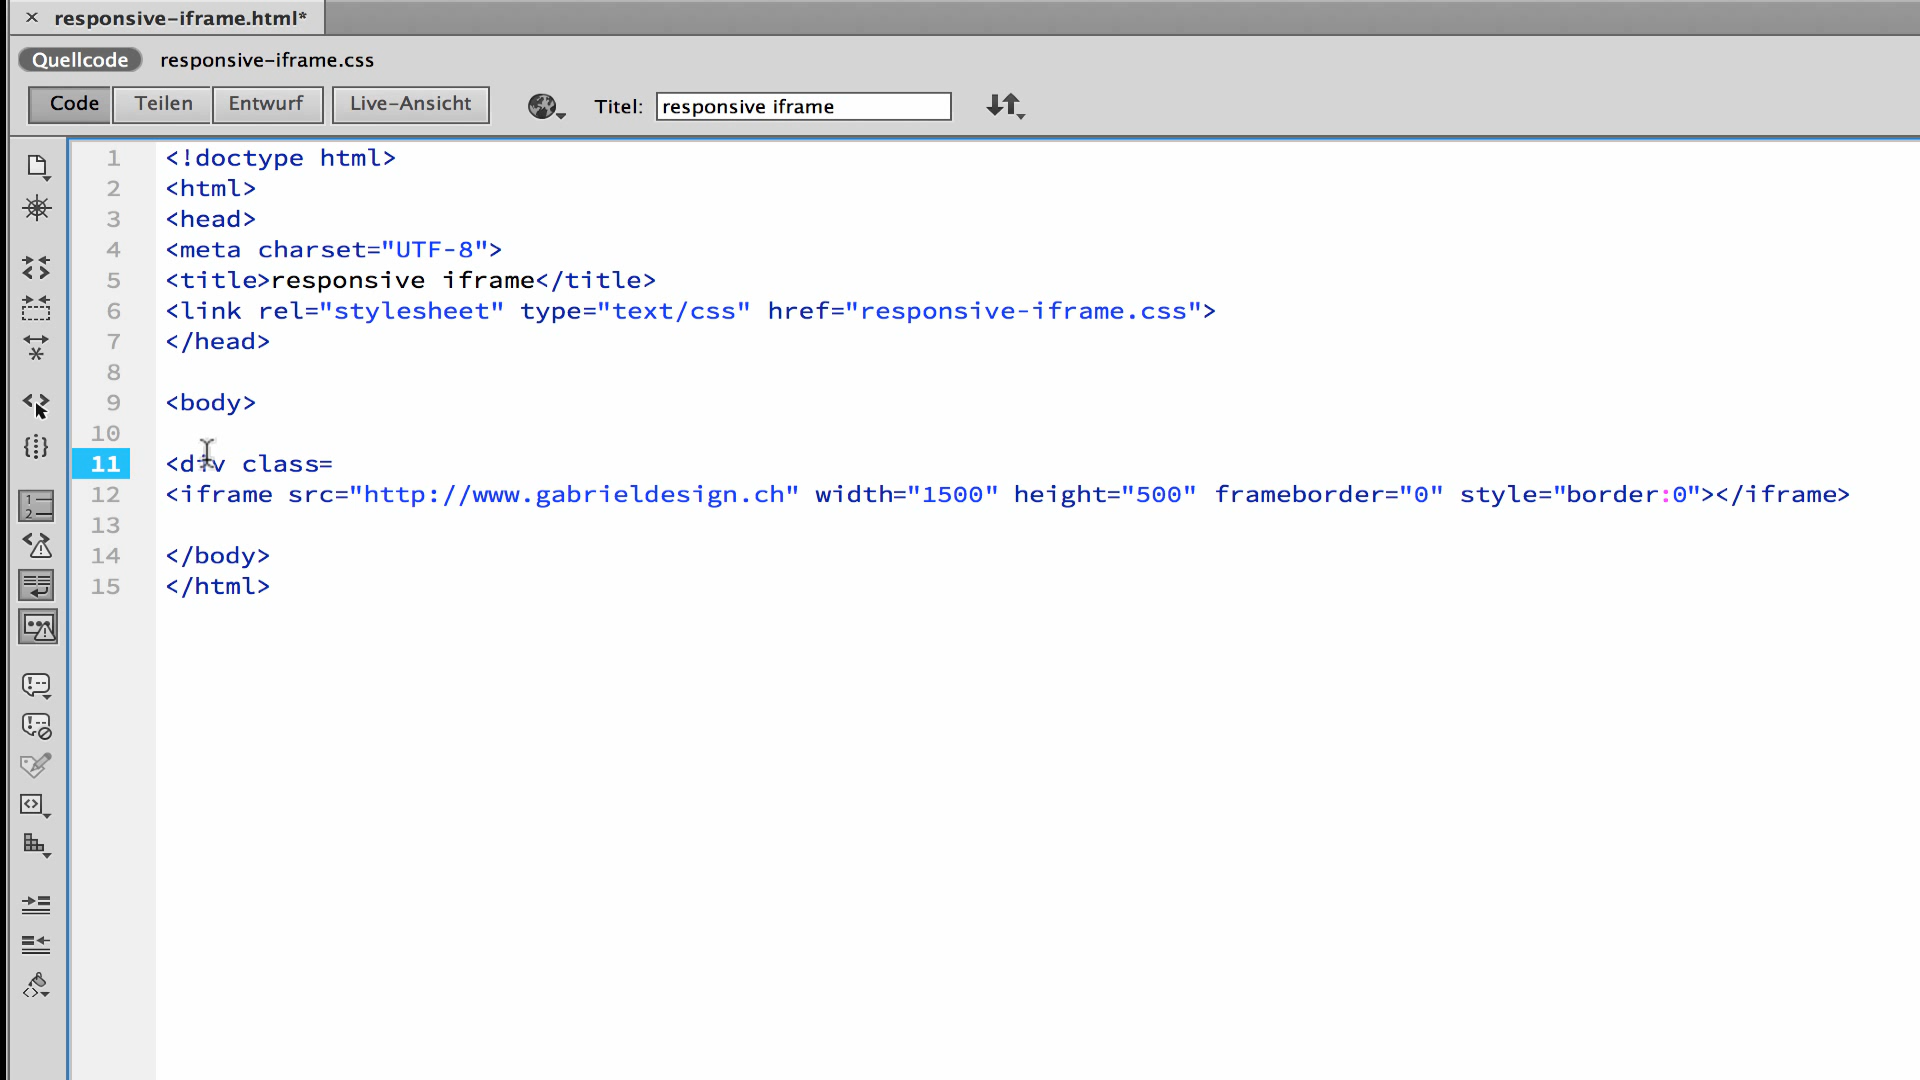 responsive-iframe.html*
Quellcode responsive-iframe.css
Code Teilen Entwurf Live-Ansicht Titel: responsive iframe
1 <!doctype html>
2 <html>
3 <head>
4 <meta charset="UTF-8">
5 <title>responsive iframe</title>
6 <link rel="stylesheet" type="text/css" href="responsive-iframe.css">
7 </head>
8
9 <body>
10
11 <div class=
12 <iframe src="http://www.gabrieldesign.ch" width="1500" height="500" frameborder="0" style="border:0"></iframe>
13
14 </body>
15 </html>